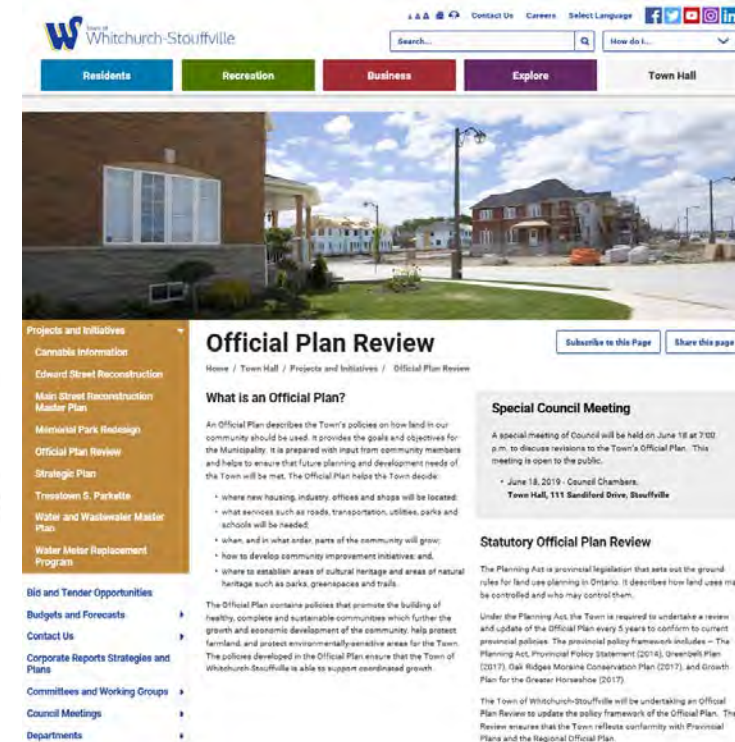 Town of
Whitchurch-Stouffville
A A A
Contact Us
Careers
Select Language
Search...
How do I...
Residents
Recreation
Business
Explore
Town Hall
Projects and Initiatives
Cannabis Information
Edward Street Reconstruction
Main Street Reconstruction
Master Plan
Memorial Park Redesign
Official Plan Review
Strategic Plan
Treestown S. Parkette
Water and Wastewater Master
Plan
Water Meter Replacement
Program
Bid and Tender Opportunities
Budgets and Forecasts
Contact Us
Corporate Reports Strategies and
Plans
Committees and Working Groups
Council Meetings
Departments
Official Plan Review
Subscribe to this Page
Share this page
Home / Town Hall / Projects and Initiatives / Official Plan Review
What is an Official Plan?
An Official Plan describes the Town's policies on how land in our
community should be used. It provides the goals and objectives for
the Municipality. It is prepared with input from community members
and helps to ensure that future planning and development needs of
the Town will be met. The Official Plan helps the Town decide:
• where new housing, industry, offices and shops will be located;
• what services such as roads, transportation, utilities, parks and
schools will be needed;
• when, and in what order, parts of the community will grow;
• how to develop community improvement initiatives; and,
• where to establish areas of cultural heritage and areas of natural
heritage such as parks, greenspaces and trails.
The Official Plan contains policies that promote the building of
healthy, complete and sustainable communities which further the
growth and economic development of the community, help protect
farmland, and protect environmentally-sensitive areas for the Town.
The policies developed in the Official Plan ensure that the Town of
Whitchurch-Stouffville is able to support coordinated growth.
Special Council Meeting
A special meeting of Council will be held on June 18 at 7:00
p.m. to discuss revisions to the Town's Official Plan. This
meeting is open to the public.
• June 18, 2019 - Council Chambers,
Town Hall, 111 Sandiford Drive, Stouffville
Statutory Official Plan Review
The Planning Act is provincial legislation that sets out the ground
rules for land use planning in Ontario. It describes how land uses ma
be controlled and who may control them.
Under the Planning Act, the Town is required to undertake a review
and update of the Official Plan every 5 years to conform to current
provincial policies. The provincial policy framework includes – The
Planning Act, Provincial Policy Statement (2014), Greenbelt Plan
(2017), Oak Ridges Moraine Conservation Plan (2017), and Growth
Plan for the Greater Horseshoe (2017).
The Town of Whitchurch-Stouffville will be undertaking an Official
Plan Review to update the policy framework of the Official Plan. The
Review ensures that the Town reflects conformity with Provincial
Plans and the Regional Official Plan.